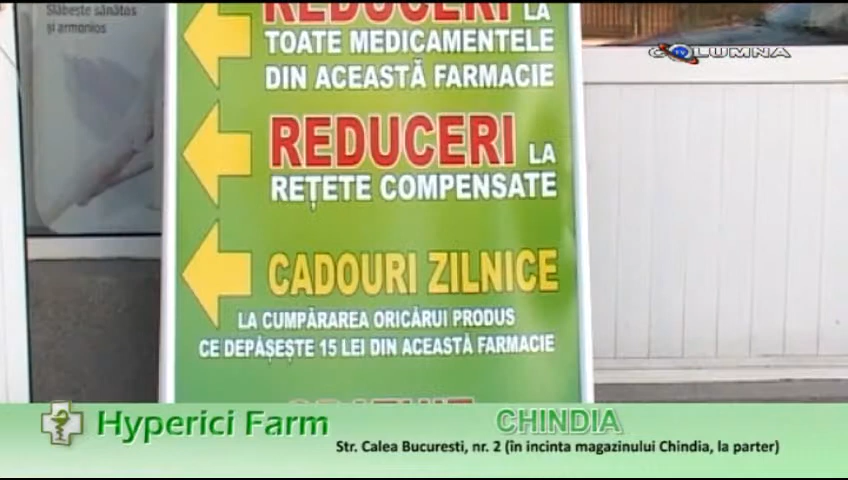 Slăbește sănătos
și armonios
REDUCERI LA
TOATE MEDICAMENTELE
DIN ACEASTĂ FARMACIE
COLUMNA
TV
REDUCERI LA
REȚETE COMPENSATE
CADOURI ZILNICE
LA CUMPĂRAREA ORICĂRUI PRODUS
CE DEPĂȘEȘTE 15 LEI DIN ACEASTĂ FARMACIE
Hyperici Farm
CHINDIA
Str. Calea Bucuresti, nr. 2 (în incinta magazinului Chindia, la parter)